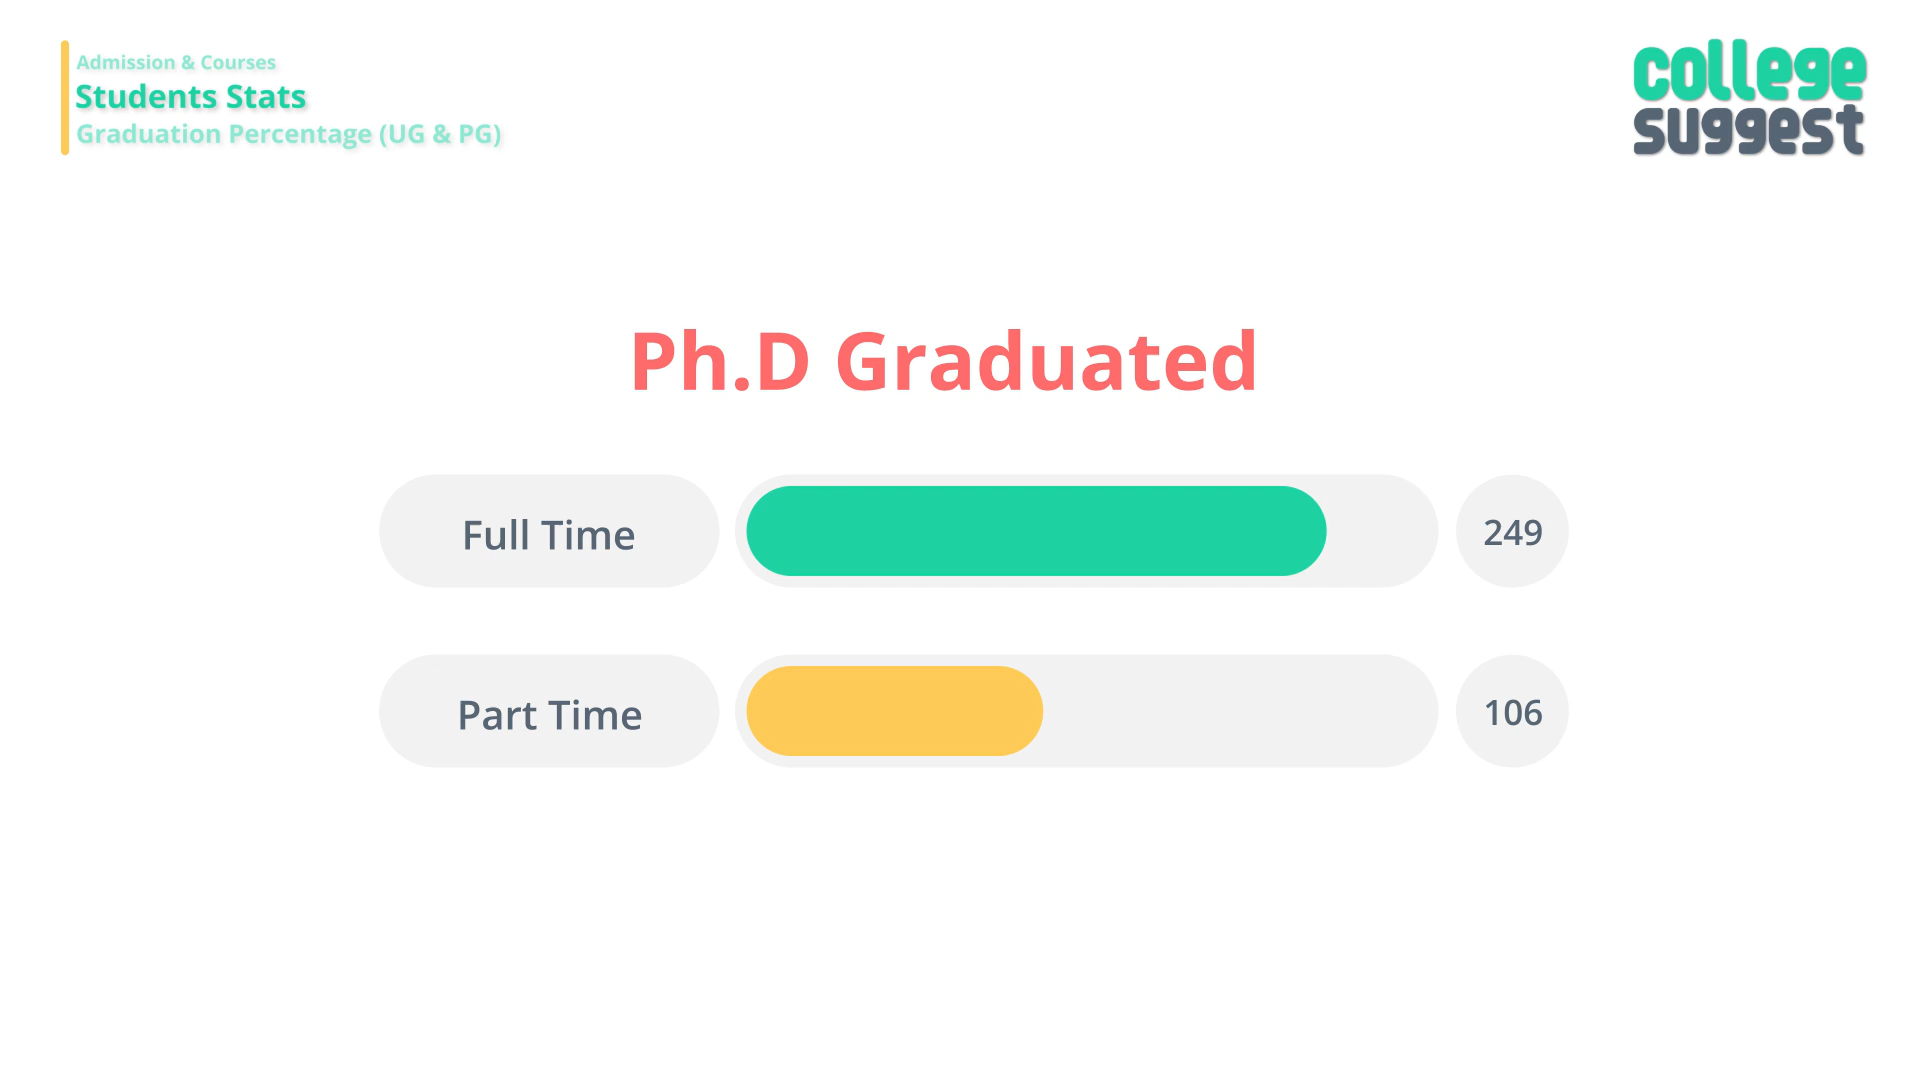 Admission & Courses
Students Stats
Graduation Percentage (UG & PG)
college
suggest
Ph.D Graduated
Full Time
249
Part Time
106